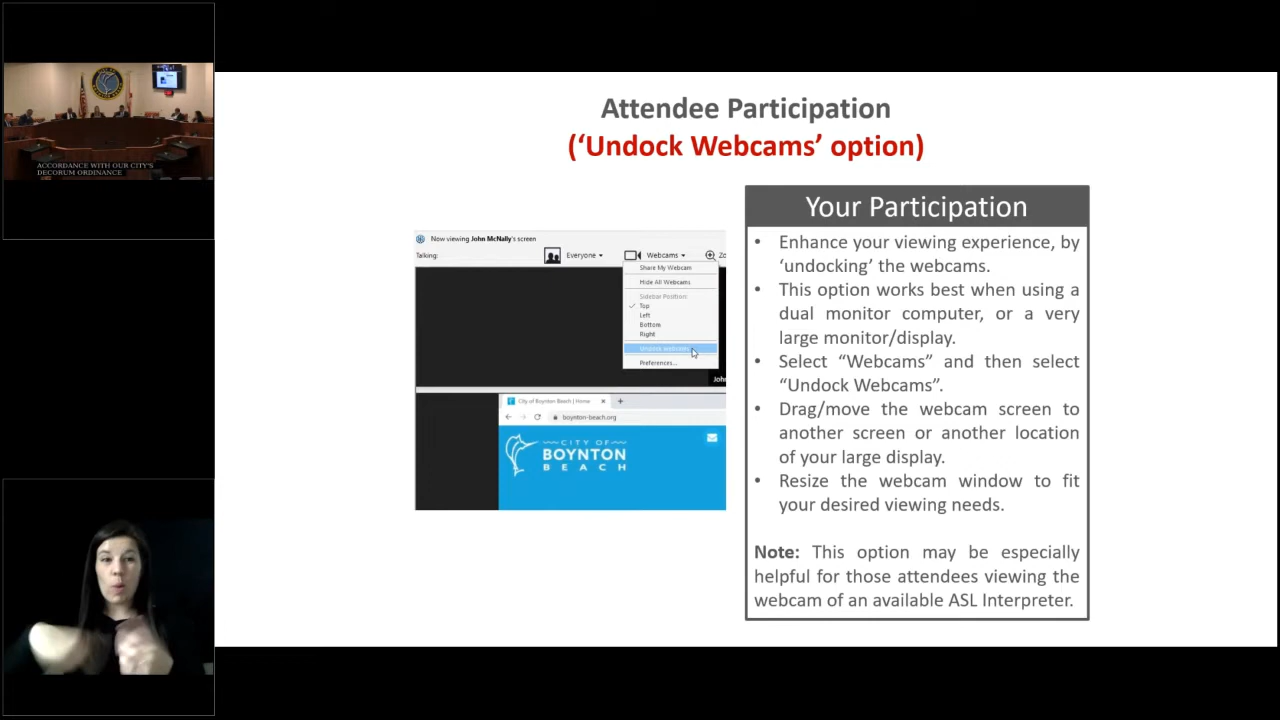 ACCORDANCE WITH OUR CITY'S
DECORUM ORDINANCE
Attendee Participation
(‘Undock Webcams’ option)
Now viewing John McNally's screen
Talking:
Everyone
Webcams
Zo
Share My Webcam
Hide All Webcams
Sidebar Position:
Top
Left
Bottom
Right
Undock Webcams
Preferences...
John
City of Boynton Beach | Home
boynton-beach.org
CITY OF
BOYNTON
BEACH
Your Participation
• Enhance your viewing experience, by
‘undocking’ the webcams.
• This option works best when using a
dual monitor computer, or a very
large monitor/display.
• Select “Webcams” and then select
“Undock Webcams”.
• Drag/move the webcam screen to
another screen or another location
of your large display.
• Resize the webcam window to fit
your desired viewing needs.
Note: This option may be especially
helpful for those attendees viewing the
webcam of an available ASL Interpreter.